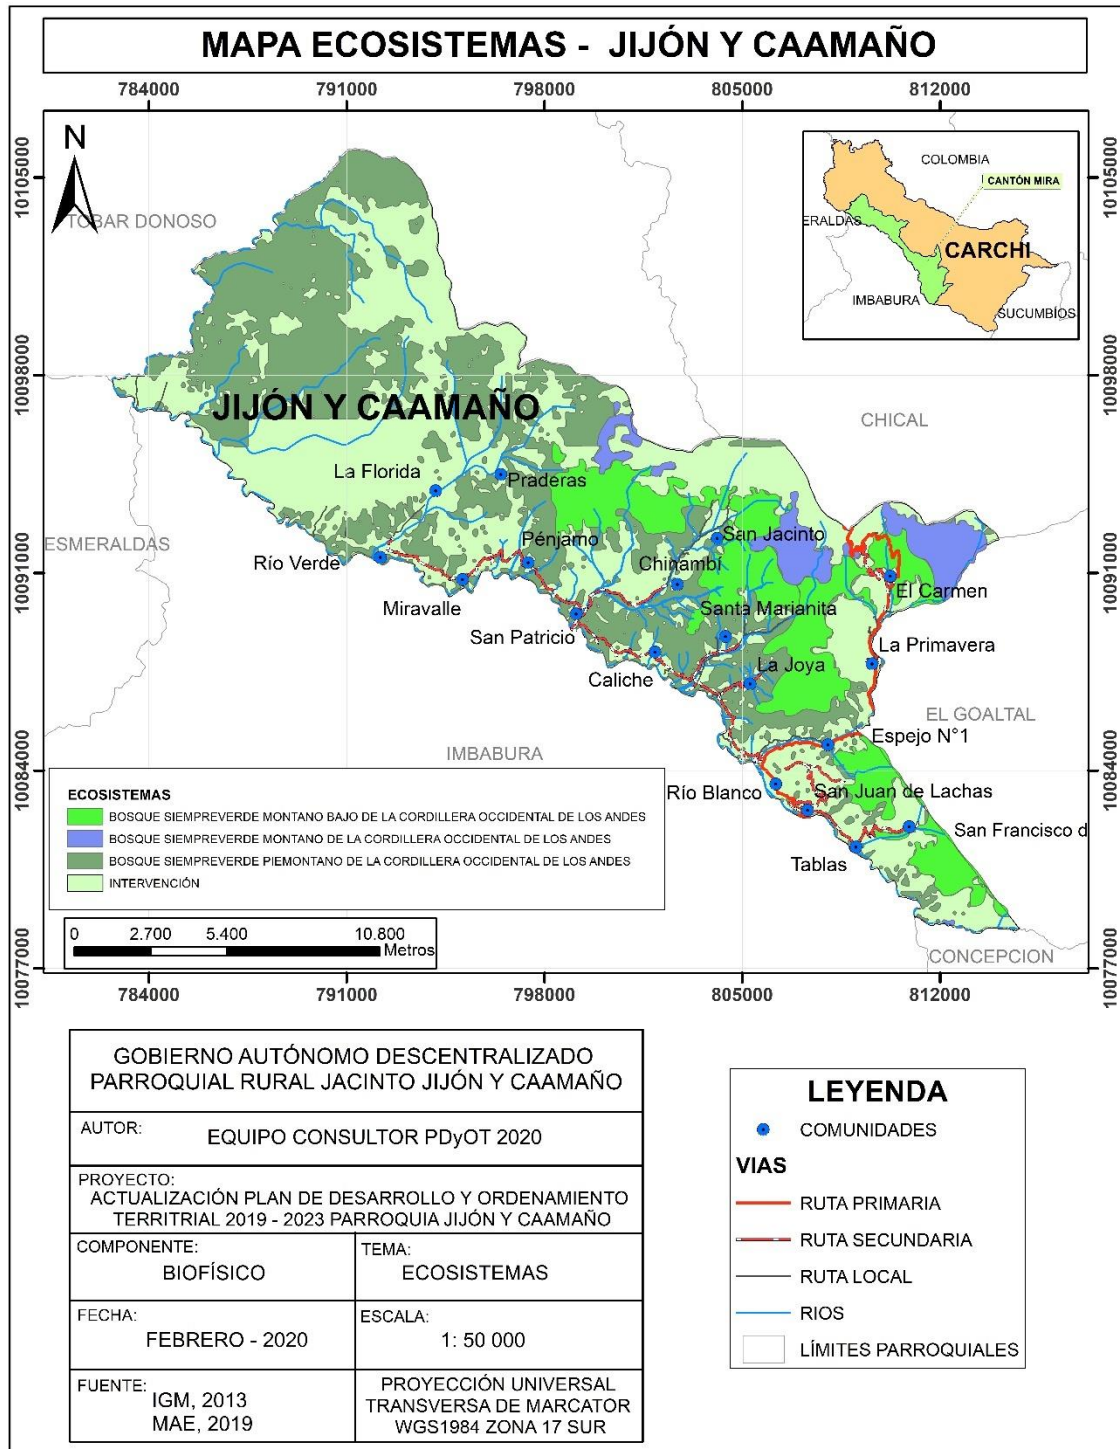 MAPA ECOSISTEMAS - JIJÓN Y CAAMAÑO
784000 791000 798000 805000 812000
N
10105000
10105000
10098000
10098000
10091000
10091000
10084000
10084000
10077000
10077000
COLOMBIA
CANTÓN MIRA
ERALDAS
CARCHI
IMBABURA
SUCUMBÍOS
TOBAR DONOSO
JIJÓN Y CAAMAÑO
CHICAL
La Florida
Praderas
ESMERALDAS
Río Verde
Pénjamo
San Jacinto
Chinambí
Miravalle
El Carmen
Santa Marianita
San Patricio
La Primavera
Caliche
La Joya
EL GOALTAL
IMBABURA
Espejo N°1
Río Blanco
San Juan de Lachas
San Francisco d
Tablas
CONCEPCION
ECOSISTEMAS
BOSQUE SIEMPREVERDE MONTANO BAJO DE LA CORDILLERA OCCIDENTAL DE LOS ANDES
BOSQUE SIEMPREVERDE MONTANO DE LA CORDILLERA OCCIDENTAL DE LOS ANDES
BOSQUE SIEMPREVERDE PIEMONTANO DE LA CORDILLERA OCCIDENTAL DE LOS ANDES
INTERVENCIÓN
0 2.700 5.400 10.800
Metros
784000 791000 798000 805000 812000
GOBIERNO AUTÓNOMO DESCENTRALIZADO
PARROQUIAL RURAL JACINTO JIJÓN Y CAAMAÑO
AUTOR: EQUIPO CONSULTOR PDyOT 2020
PROYECTO:
ACTUALIZACIÓN PLAN DE DESARROLLO Y ORDENAMIENTO
TERRITRIAL 2019 - 2023 PARROQUIA JIJÓN Y CAAMAÑO
COMPONENTE:
BIOFÍSICO
TEMA:
ECOSISTEMAS
FECHA:
FEBRERO - 2020
ESCALA:
1: 50 000
FUENTE:
IGM, 2013
MAE, 2019
PROYECCIÓN UNIVERSAL
TRANSVERSA DE MARCATOR
WGS1984 ZONA 17 SUR
LEYENDA
COMUNIDADES
VIAS
RUTA PRIMARIA
RUTA SECUNDARIA
RUTA LOCAL
RIOS
LÍMITES PARROQUIALES